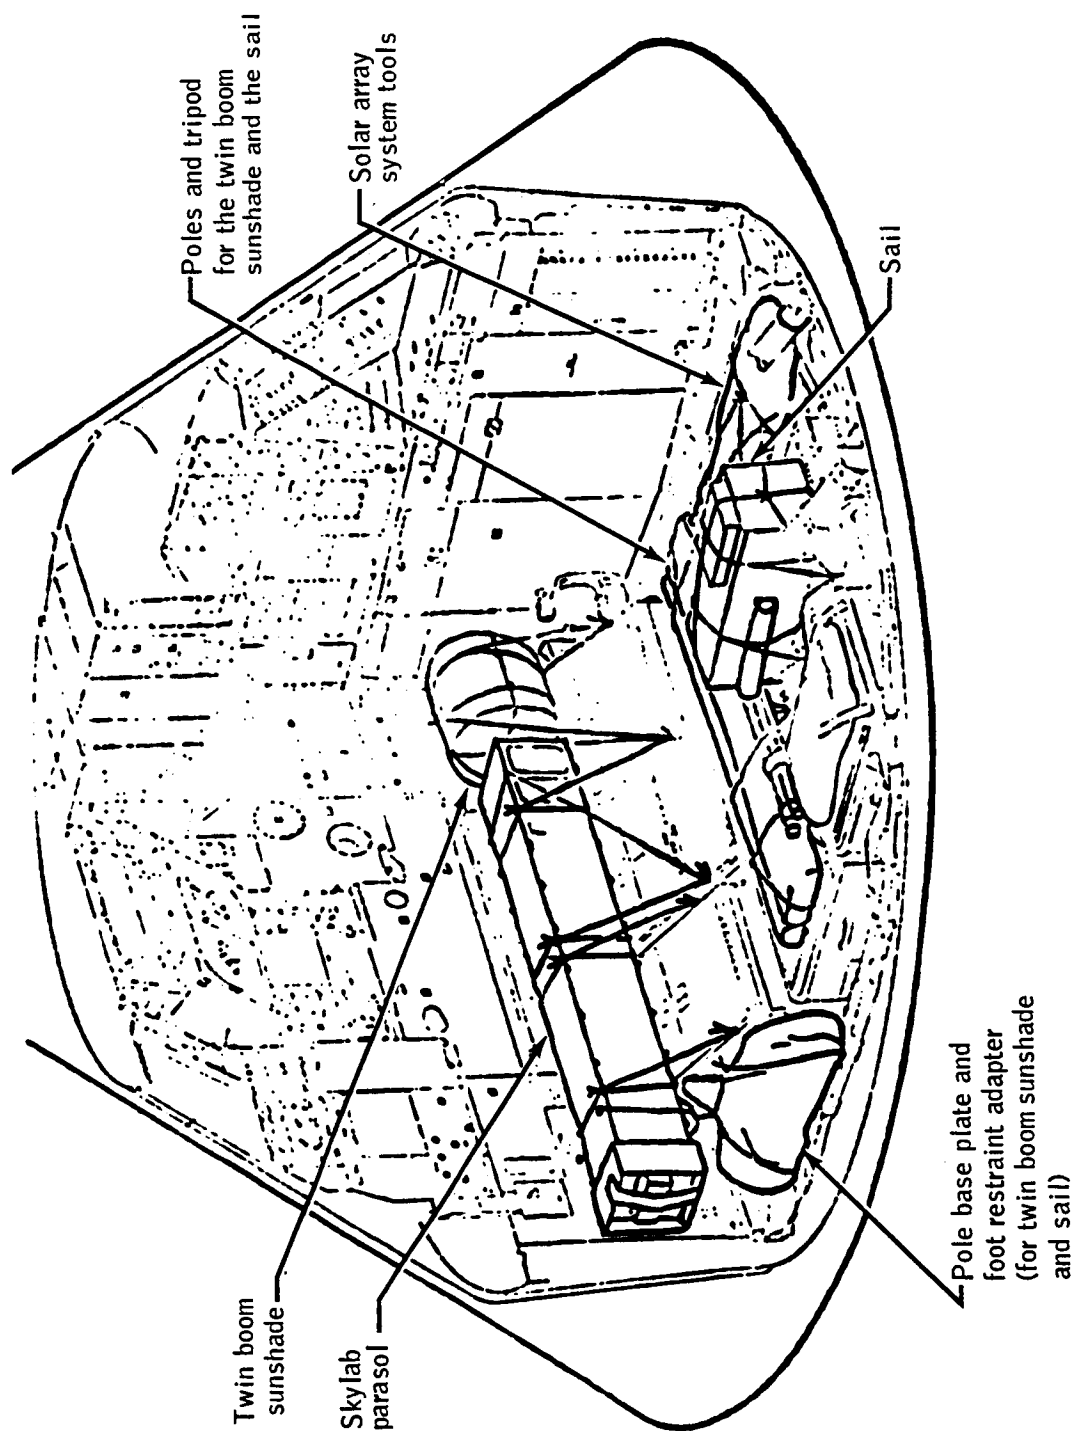 Poles and tripod
for the twin boom
sunshade and the sail
Solar array
system tools
Sail
Twin boom
sunshade
Skylab
parasol
Pole base plate and
foot restraint adapter
(for twin boom sunshade
and sail)